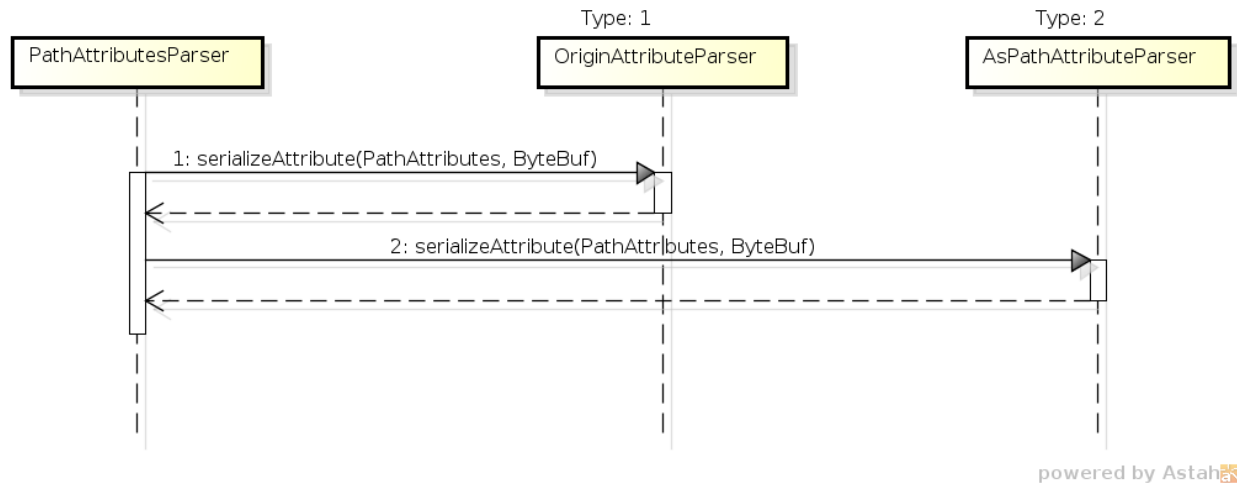 Type: 1
Type: 2
PathAttributesParser
OriginAttributeParser
AsPathAttributeParser
1: serializeAttribute(PathAttributes, ByteBuf)
2: serializeAttribute(PathAttributes, ByteBuf)
powered by Astah